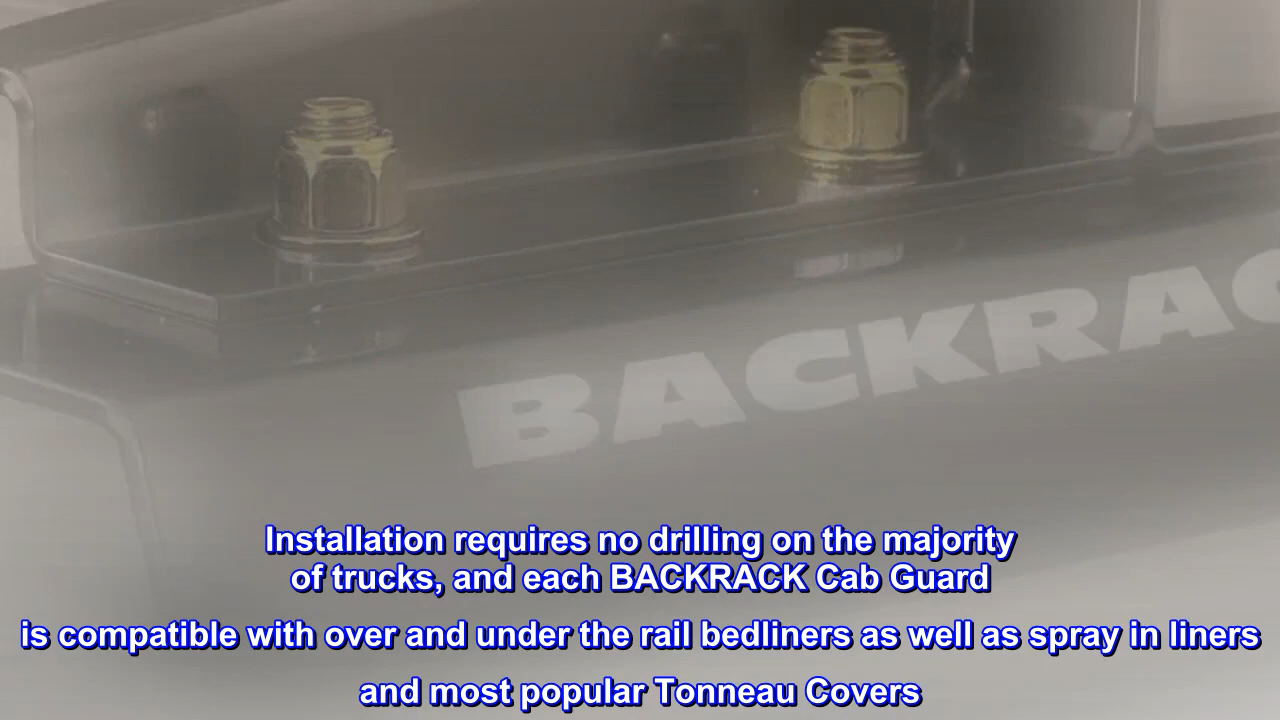 BACKRAC
Installation requires no drilling on the majority
of trucks, and each BACKRACK Cab Guard
is compatible with over and under the rail bedliners as well as spray in liners
and most popular Tonneau Covers